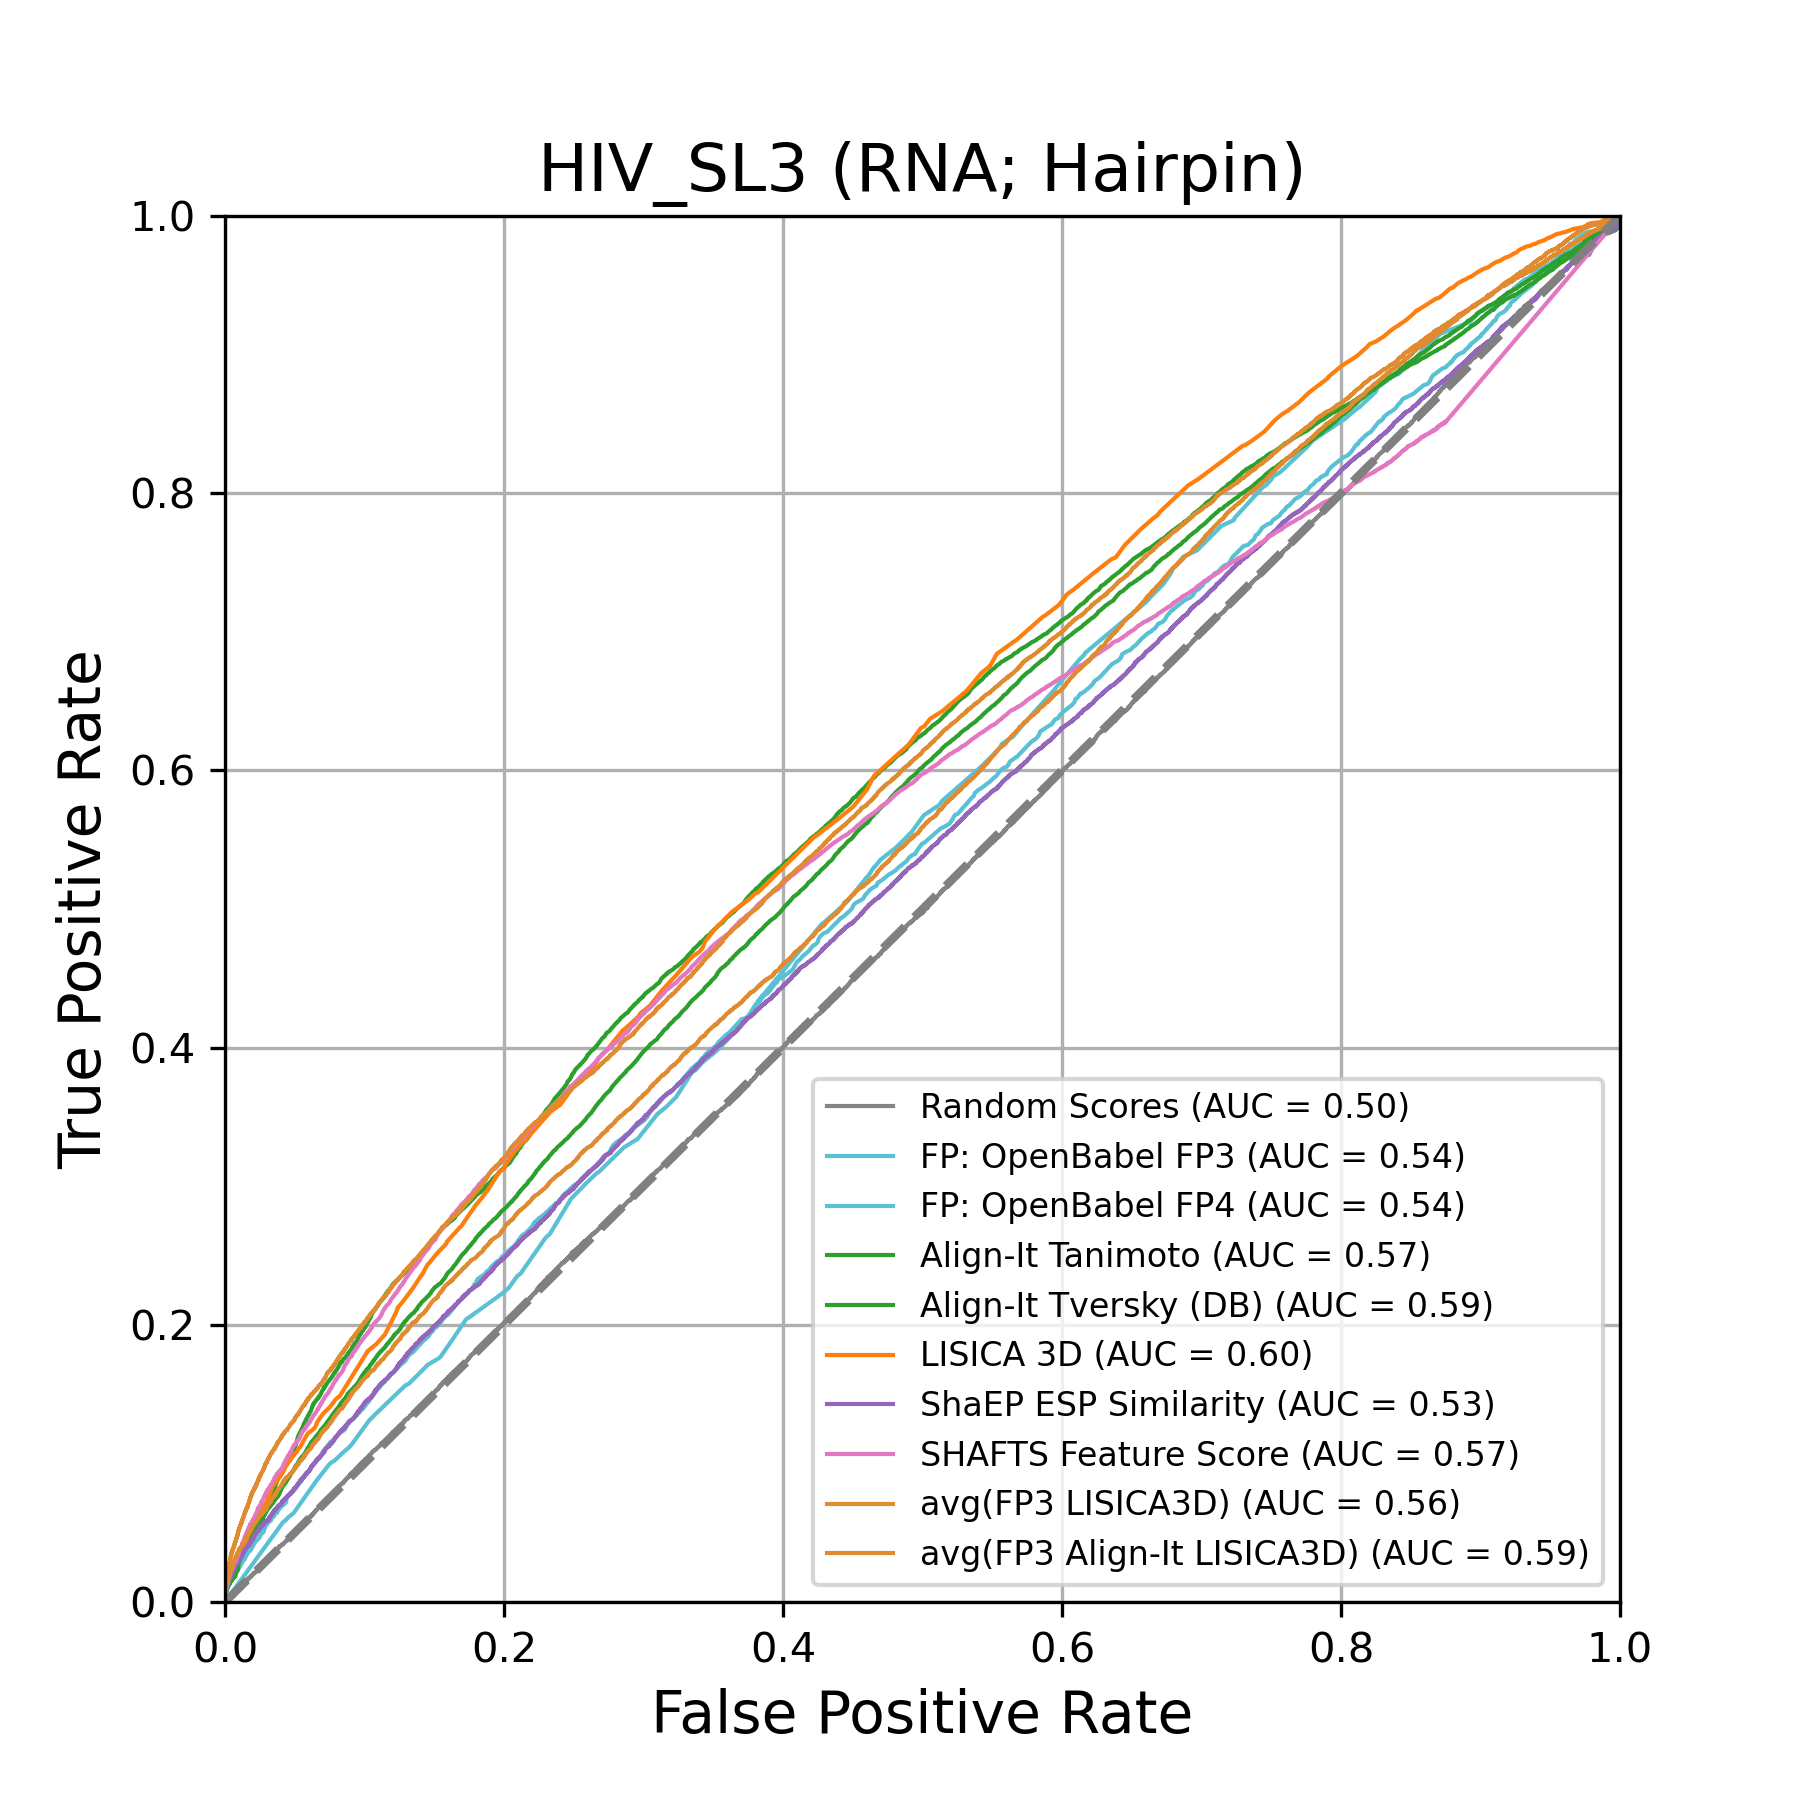 HIV_SL3 (RNA; Hairpin)
True Positive Rate
1.0
0.8
0.6
0.4
0.2
0.0
Random Scores (AUC = 0.50)
FP: OpenBabel FP3 (AUC = 0.54)
FP: OpenBabel FP4 (AUC = 0.54)
Align-It Tanimoto (AUC = 0.57)
Align-It Tversky (DB) (AUC = 0.59)
LISICA 3D (AUC = 0.60)
ShaEP ESP Similarity (AUC = 0.53)
SHAFTS Feature Score (AUC = 0.57)
avg(FP3 LISICA3D) (AUC = 0.56)
avg(FP3 Align-It LISICA3D) (AUC = 0.59)
0.0 0.2 0.4 0.6 0.8 1.0
False Positive Rate